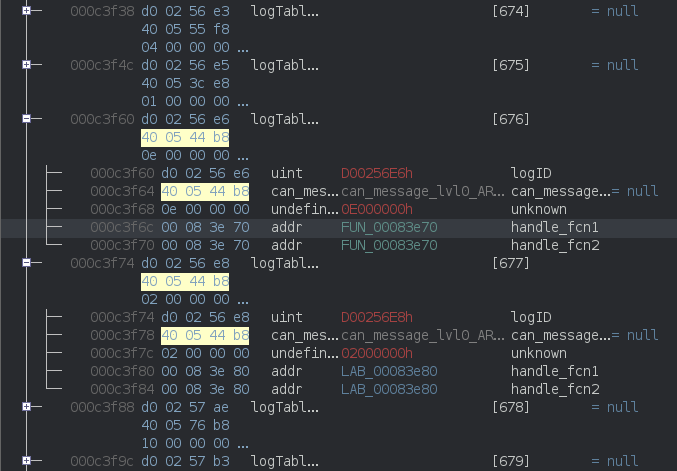 000c3f38 d0 02 56 e3 logTabl... [674] = null
40 05 55 f8
04 00 00 00 ...
000c3f4c d0 02 56 e5 logTabl... [675] = null
40 05 3c e8
01 00 00 00 ...
000c3f60 d0 02 56 e6 logTabl... [676]
40 05 44 b8
0e 00 00 00 ...
000c3f60 d0 02 56 e6 uint D00256E6h logID
000c3f64 40 05 44 b8 can_mes... can_message_lvl0_AR... can_message...= null
000c3f68 0e 00 00 00 undefin... 0E000000h unknown
000c3f6c 00 08 3e 70 addr FUN_00083e70 handle_fcn1
000c3f70 00 08 3e 70 addr FUN_00083e70 handle_fcn2
000c3f74 d0 02 56 e8 logTabl... [677]
40 05 44 b8
02 00 00 00 ...
000c3f74 d0 02 56 e8 uint D00256E8h logID
000c3f78 40 05 44 b8 can_mes... can_message_lvl0_AR... can_message...= null
000c3f7c 02 00 00 00 undefin... 02000000h unknown
000c3f80 00 08 3e 80 addr LAB_00083e80 handle_fcn1
000c3f84 00 08 3e 80 addr LAB_00083e80 handle_fcn2
000c3f88 d0 02 57 ae logTabl... [678] = null
40 05 76 b8
10 00 00 00 ...
000c3f9c d0 02 57 b3 logTabl... [679] = null